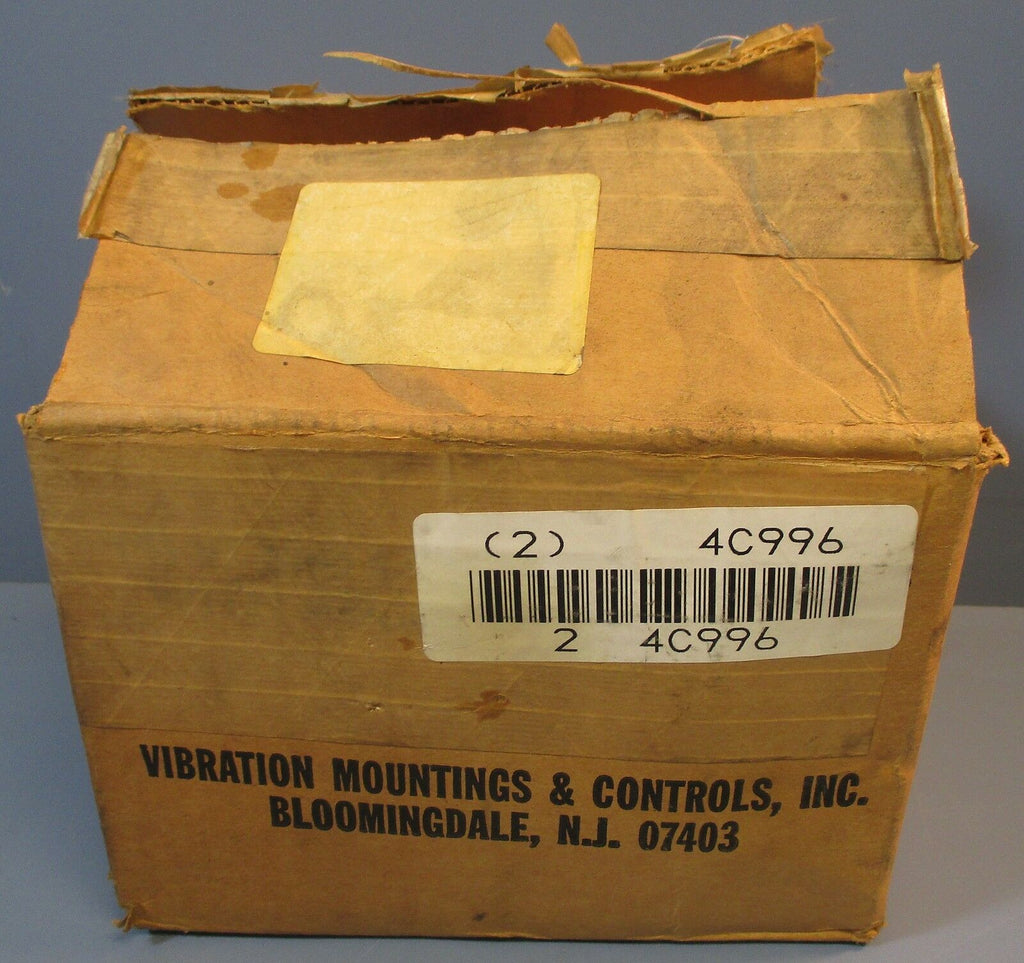 (2) 4C996
2 4C996
VIBRATION MOUNTINGS & CONTROLS, INC.
BLOOMINGDALE, N.J. 07403